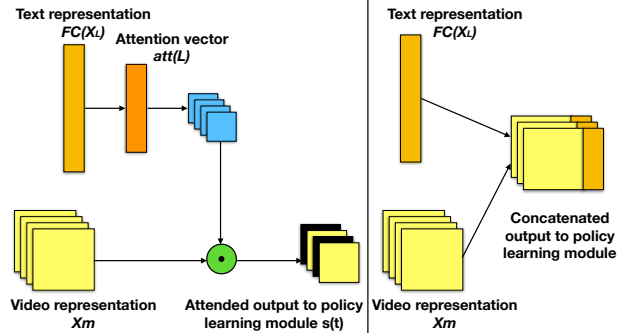 Text representation
FC(XL)
Attention vector
att(L)
Video representation
Xm
Attended output to policy
learning module s(t)
Text representation
FC(XL)
Concatenated
output to policy
learning module
Video representation
Xm